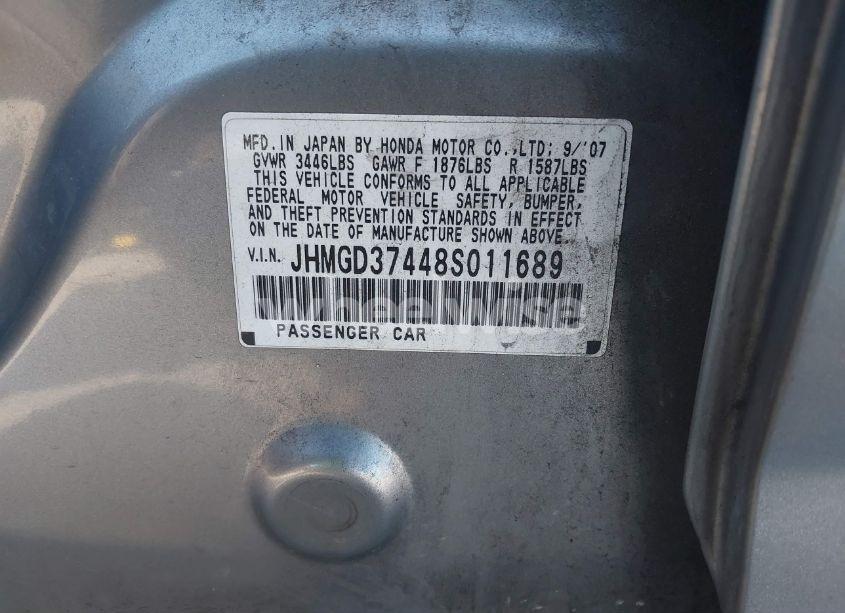 MFD. IN JAPAN BY HONDA MOTOR CO.,LTD; 9/'07
GVWR 3446LBS GAWR F 1876LBS R 1587LBS
THIS VEHICLE CONFORMS TO ALL APPLICABLE
FEDERAL MOTOR VEHICLE SAFETY, BUMPER,
AND THEFT PREVENTION STANDARDS IN EFFECT
ON THE DATE OF MANUFACTURE SHOWN ABOVE.
V.I.N. JHMGD37448S011689
PASSENGER CAR